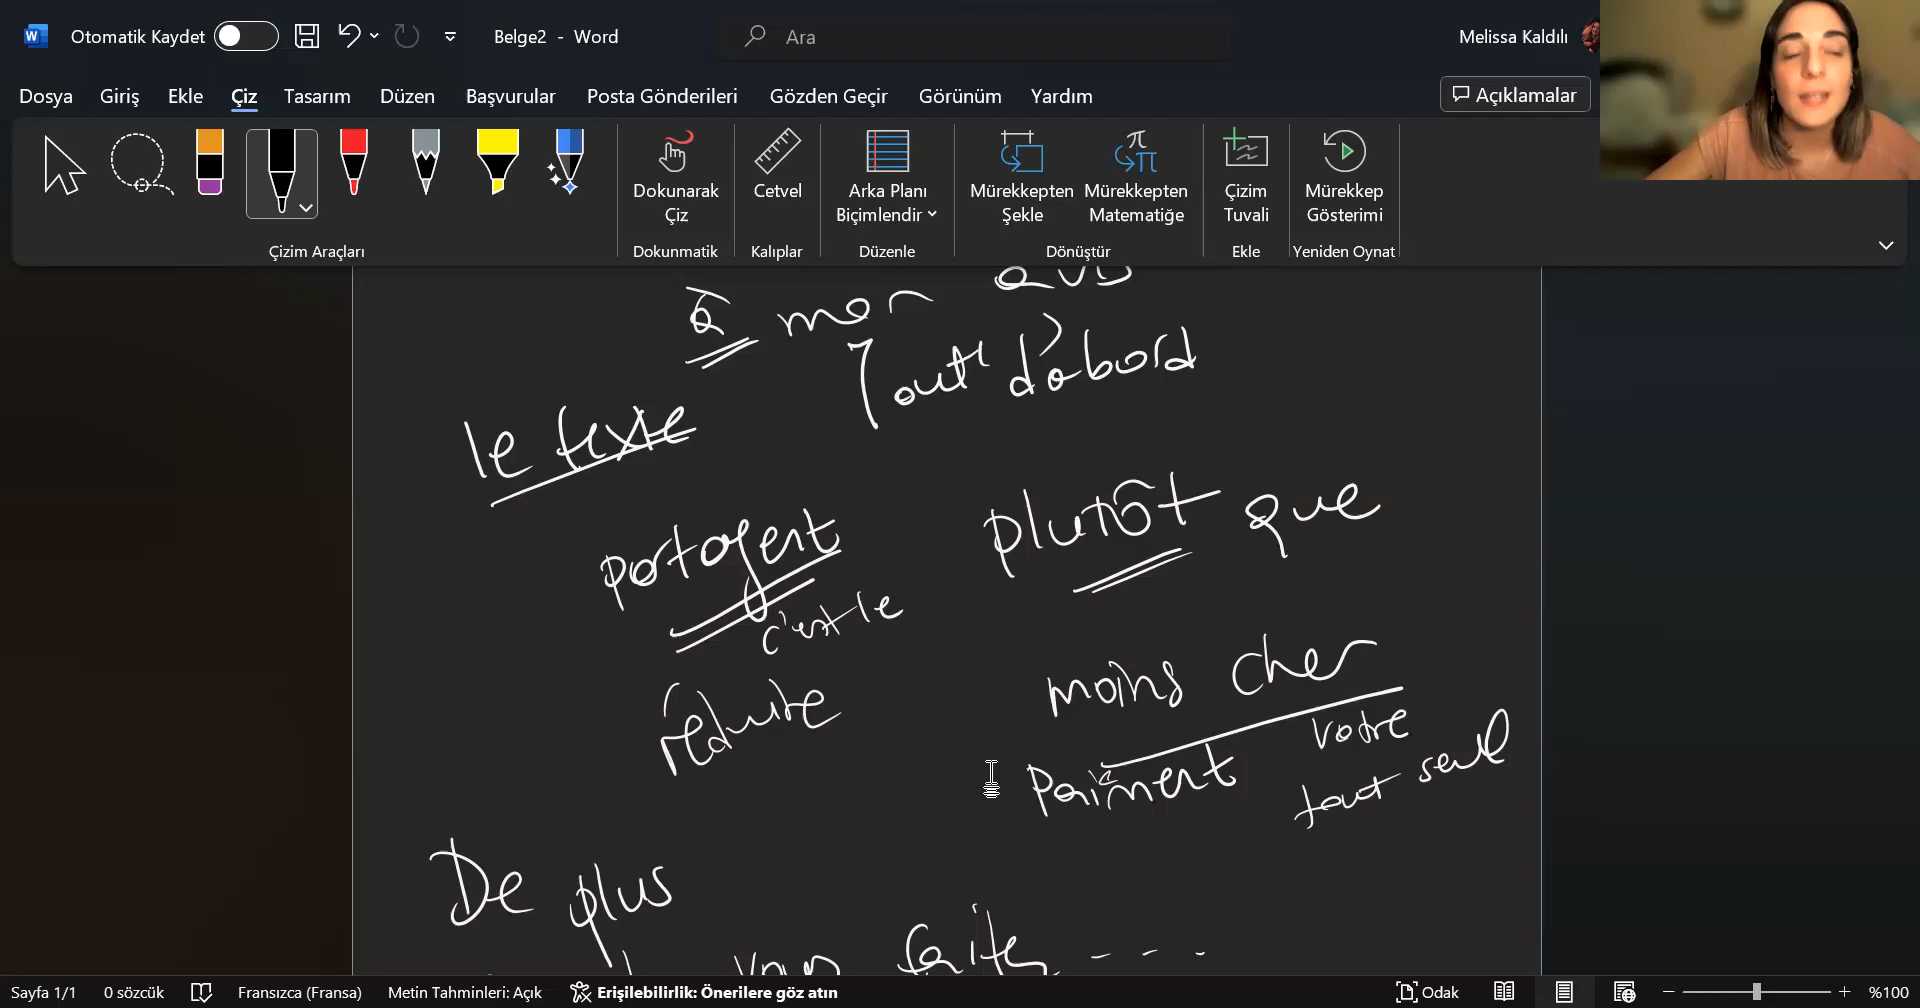 Otomatik Kaydet
Belge2 - Word
Ara
Melissa Kaldılı
Dosya Giriş Ekle Çiz Tasarım Düzen Başvurular Posta Gönderileri Gözden Geçir Görünüm Yardım
Açıklamalar
Dokunarak Çiz
Cetvel
Arka Planı Biçimlendir
Mürekkepten Şekle
Mürekkepten Matematiğe
Çizim Tuvali
Mürekkep Gösterimi
Çizim Araçları
Dokunmatik
Kalıplar
Düzenle
Dönüştür
Ekle
Yeniden Oynat
à mon avis
Tout d'abord
le texte
partagent
plutôt que
c'est le
réduite
moins cher
Paiement
votre
tout seul
De plus
vous faites - - .
Sayfa 1/1 0 sözcük Fransızca (Fransa) Metin Tahminleri: Açık Erişilebilirlik: Önerilere göz atın
Odak
%100